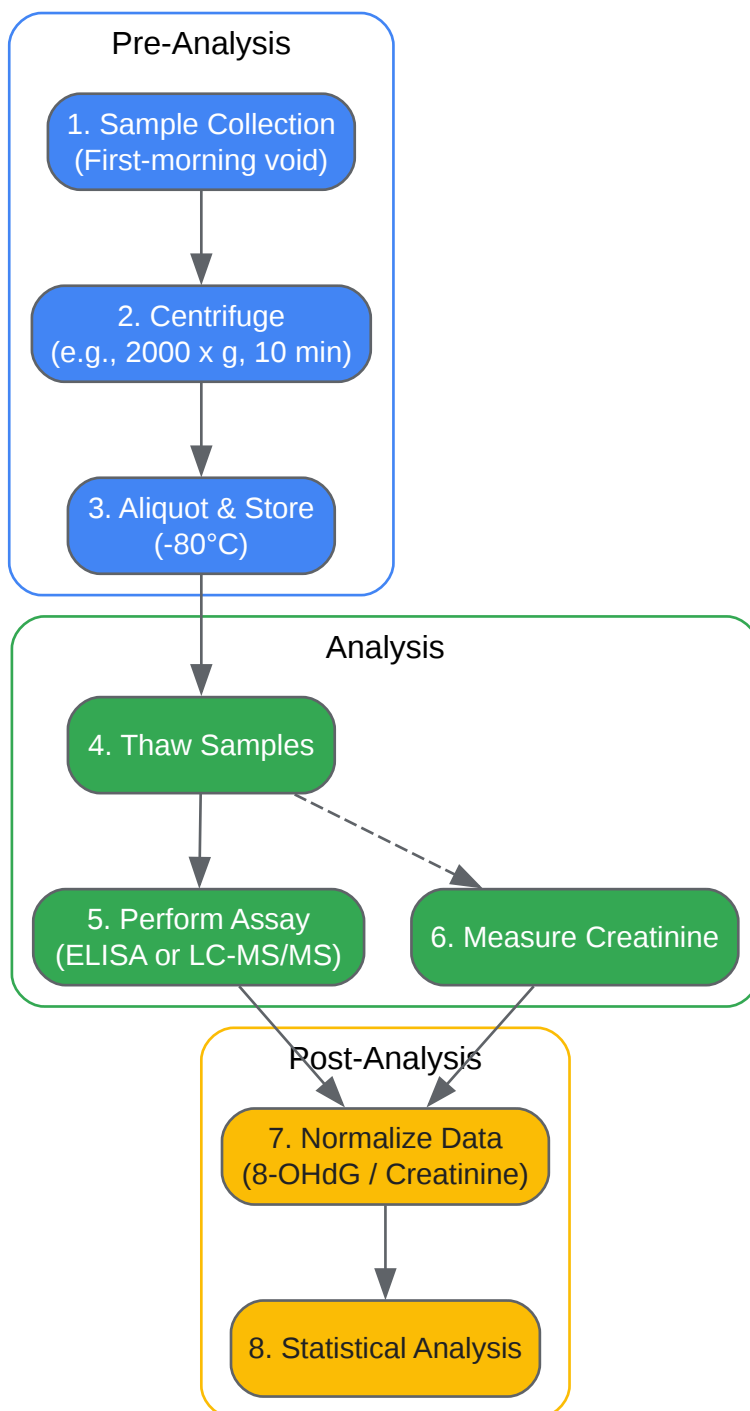 Pre-Analysis
1. Sample Collection
(First-morning void)
2. Centrifuge
(e.g., 2000 x g, 10 min)
3. Aliquot & Store
(-80°C)
Analysis
4. Thaw Samples
5. Perform Assay
(ELISA or LC-MS/MS)
6. Measure Creatinine
Post-Analysis
7. Normalize Data
(8-OHdG / Creatinine)
8. Statistical Analysis